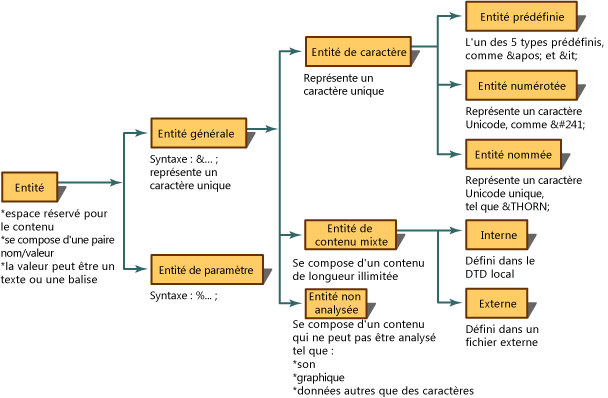 Entité
*espace réservé pour
le contenu
*se compose d'une paire
nom/valeur
*la valeur peut être un
texte ou une balise
Entité générale
Syntaxe : &... ;
représente un
caractère unique
Entité de paramètre
Syntaxe : %... ;
Entité de caractère
Représente un
caractère unique
Entité de
contenu mixte
Se compose d'un contenu
de longueur illimitée
Entité non
analysée
Se compose d'un contenu
qui ne peut pas être analysé
tel que :
*son
*graphique
*données autres que des caractères
Entité prédéfinie
L'un des 5 types prédéfinis,
comme &apos; et &it;
Entité numérotée
Représente un caractère
Unicode, comme &#241;
Entité nommée
Représente un caractère
Unicode unique,
tel que &THORN;
Interne
Défini dans le
DTD local
Externe
Défini dans un
fichier externe